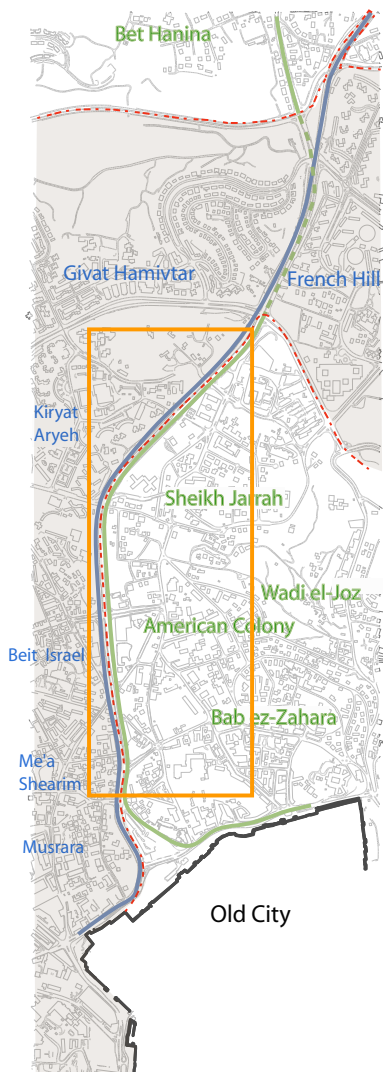 Bet Hanina
Givat Hamivtar
French Hill
Kiryat
Aryeh
Sheikh Jarrah
Wadi el-Joz
American Colony
Beit Israel
Bab ez-Zahara
Me'a
Shearim
Musrara
Old City